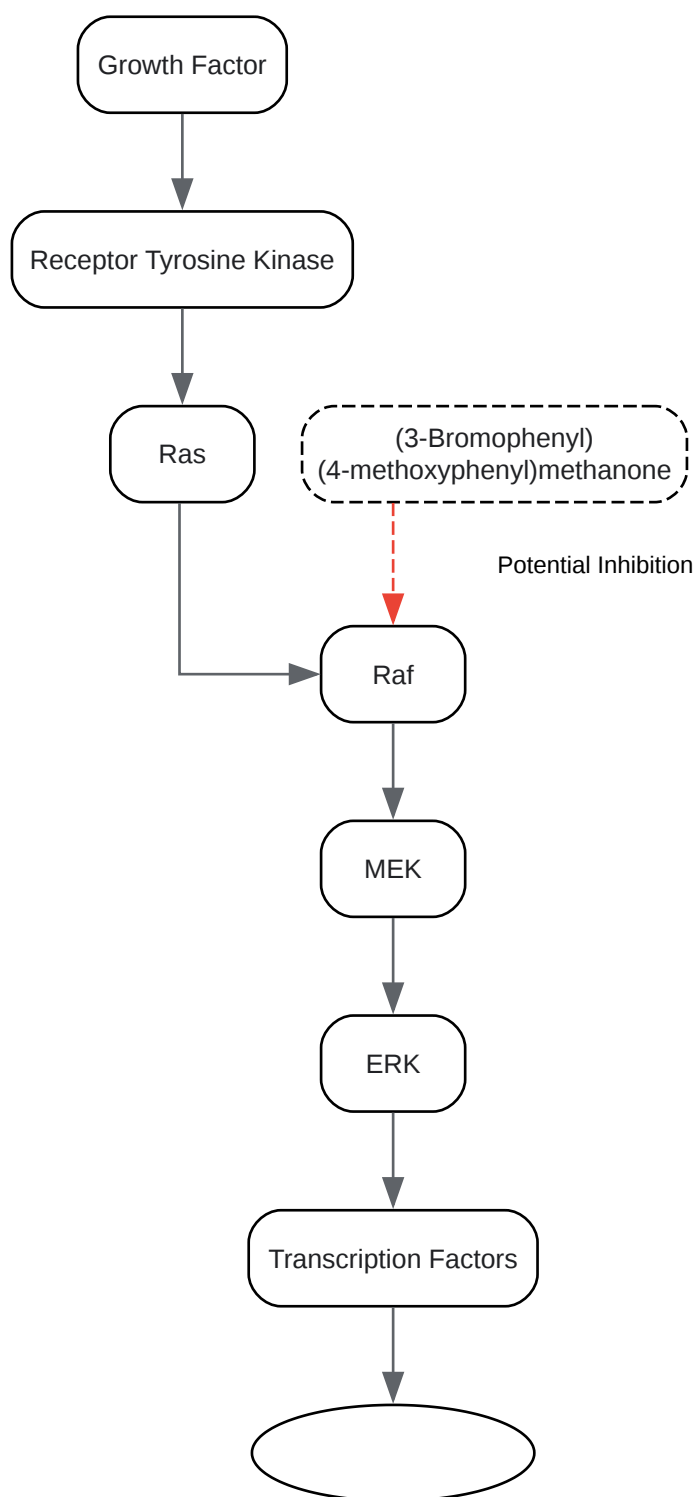 Growth Factor
Receptor Tyrosine Kinase
Ras
(3-Bromophenyl)
(4-methoxyphenyl)methanone
Potential Inhibition
Raf
MEK
ERK
Transcription Factors